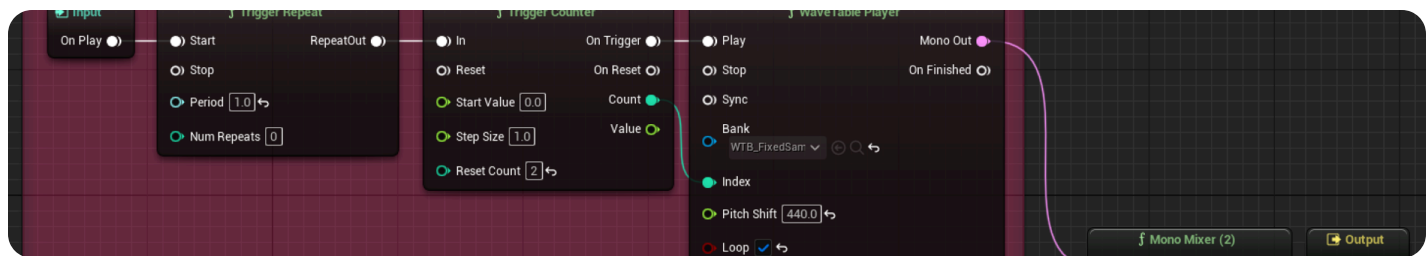 Input
On Play
Trigger Repeat
Start
RepeatOut
Stop
Period 1.0
Num Repeats 0
Trigger Counter
In
On Trigger
Reset
On Reset
Start Value 0.0
Count
Step Size 1.0
Value
Reset Count 2
WaveTable Player
Play
Mono Out
Stop
On Finished
Sync
Bank
WTB_FixedSam
Index
Pitch Shift 440.0
Loop
Mono Mixer (2)
Output